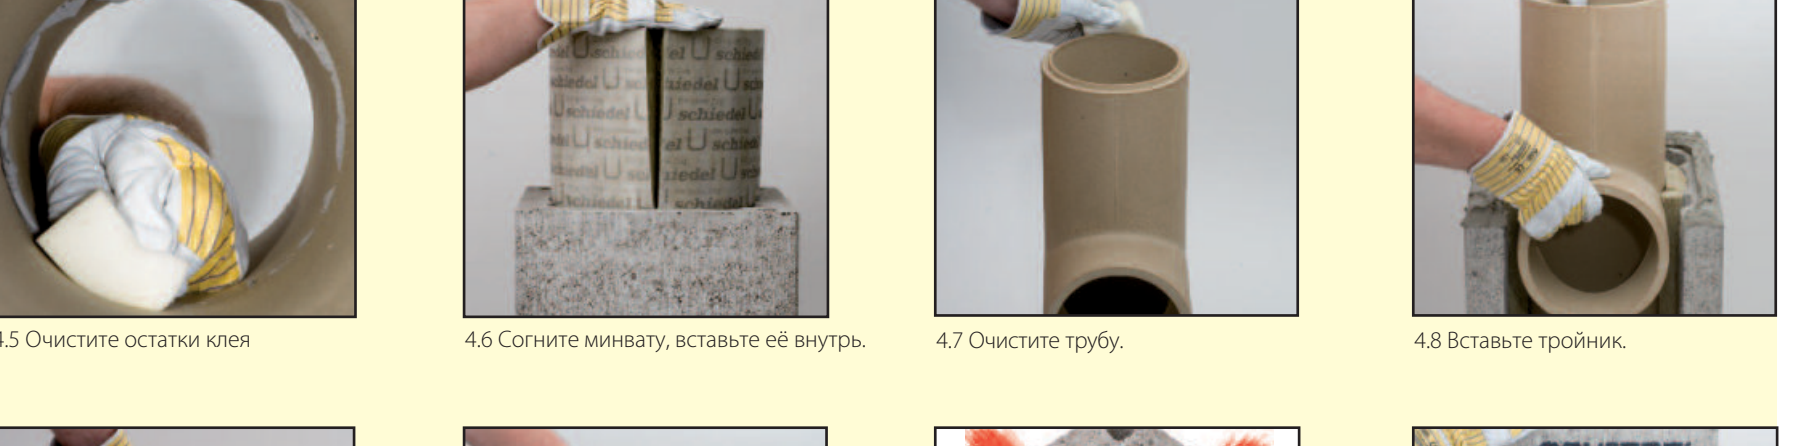 schiedel
4.5 Очистите остатки клея
4.6 Согните минвату, вставьте её внутрь.
4.7 Очистите трубу.
4.8 Вставьте тройник.